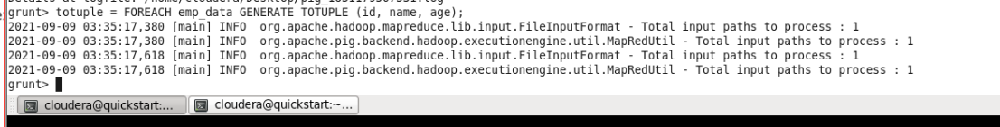 grunt> totuple = FOREACH emp_data GENERATE TOTUPLE (id, name, age);
2021-09-09 03:35:17,380 [main] INFO  org.apache.hadoop.mapreduce.lib.input.FileInputFormat - Total input paths to process : 1
2021-09-09 03:35:17,380 [main] INFO  org.apache.pig.backend.hadoop.executionengine.util.MapRedUtil - Total input paths to process : 1
2021-09-09 03:35:17,618 [main] INFO  org.apache.hadoop.mapreduce.lib.input.FileInputFormat - Total input paths to process : 1
2021-09-09 03:35:17,618 [main] INFO  org.apache.pig.backend.hadoop.executionengine.util.MapRedUtil - Total input paths to process : 1
grunt>
cloudera@quickstart:... cloudera@quickstart:~...